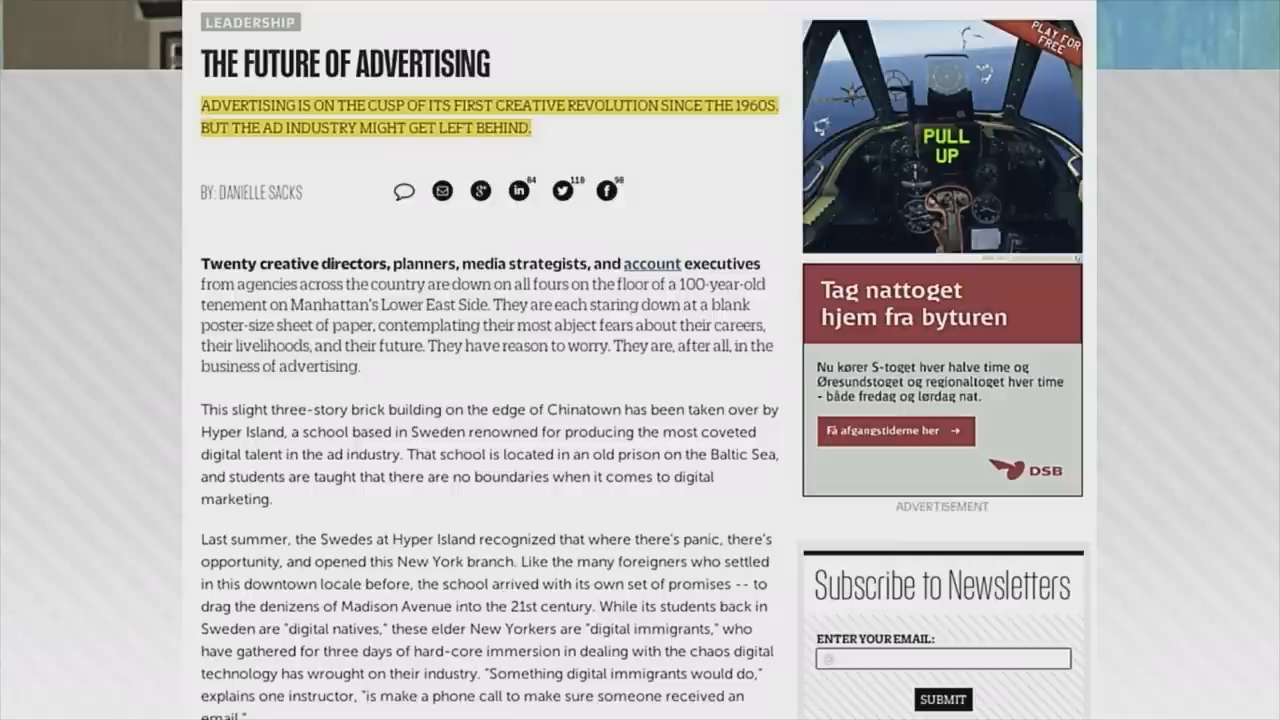 LEADERSHIP
THE FUTURE OF ADVERTISING
ADVERTISING IS ON THE CUSP OF ITS FIRST CREATIVE REVOLUTION SINCE THE 1960S.
BUT THE AD INDUSTRY MIGHT GET LEFT BEHIND.
BY: DANIELLE SACKS
in 84 118 f 98
Twenty creative directors, planners, media strategists, and account executives
from agencies across the country are down on all fours on the floor of a 100-year-old
tenement on Manhattan's Lower East Side. They are each staring down at a blank
poster-size sheet of paper, contemplating their most abject fears about their careers,
their livelihoods, and their future. They have reason to worry. They are, after all, in the
business of advertising.
This slight three-story brick building on the edge of Chinatown has been taken over by
Hyper Island, a school based in Sweden renowned for producing the most coveted
digital talent in the ad industry. That school is located in an old prison on the Baltic Sea,
and students are taught that there are no boundaries when it comes to digital
marketing.
Last summer, the Swedes at Hyper Island recognized that where there's panic, there's
opportunity, and opened this New York branch. Like the many foreigners who settled
in this downtown locale before, the school arrived with its own set of promises -- to
drag the denizens of Madison Avenue into the 21st century. While its students back in
Sweden are "digital natives," these elder New Yorkers are "digital immigrants," who
have gathered for three days of hard-core immersion in dealing with the chaos digital
technology has wrought on their industry. "Something digital immigrants would do,"
explains one instructor, "is make a phone call to make sure someone received an
email."
PLAY FOR
FREE
PULL
UP
Tag nattoget
hjem fra byturen
Nu kører S-toget hver halve time og
Øresundstoget og regionaltoget hver time
- både fredag og lørdag nat.
Få afgangstiderne her →
DSB
ADVERTISEMENT
Subscribe to Newsletters
ENTER YOUR EMAIL:
@
SUBMIT